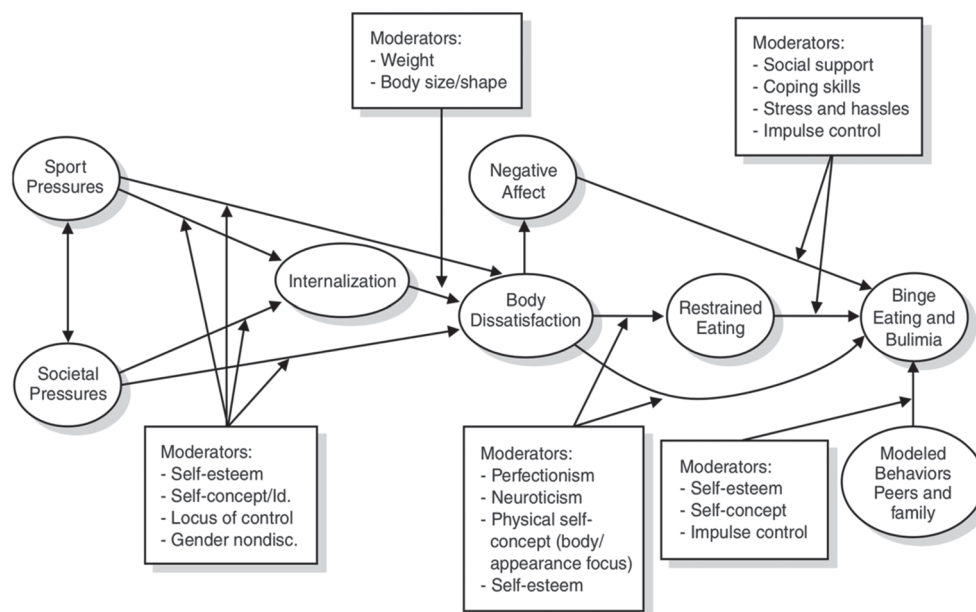 Moderators:
- Weight
- Body size/shape
Moderators:
- Social support
- Coping skills
- Stress and hassles
- Impulse control
Sport
Pressures
Negative
Affect
Internalization
Body
Dissatisfaction
Restrained
Eating
Binge
Eating and
Bulimia
Societal
Pressures
Moderators:
- Self-esteem
- Self-concept/Id.
- Locus of control
- Gender nondisc.
Moderators:
- Perfectionism
- Neuroticism
- Physical self-
concept (body/
appearance focus)
- Self-esteem
Moderators:
- Self-esteem
- Self-concept
- Impulse control
Modeled
Behaviors
Peers and
family